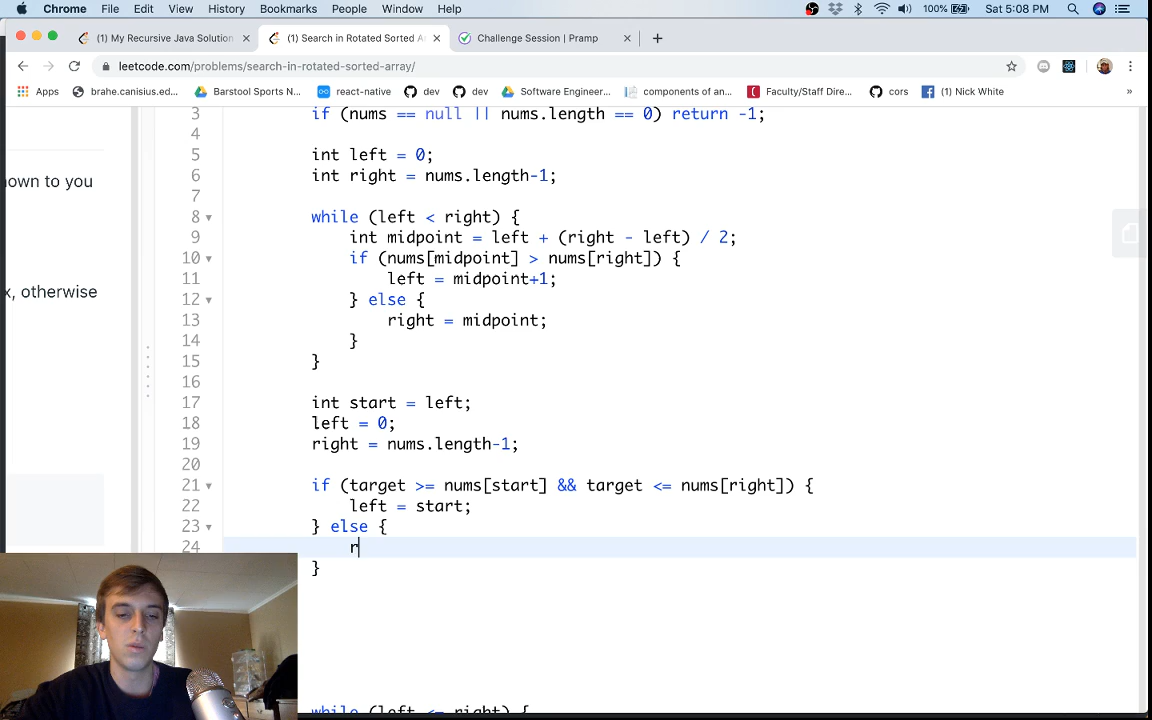 Chrome File Edit View History Bookmarks People Window Help 100% Sat 5:08 PM
(1) My Recursive Java Solution (1) Search in Rotated Sorted A Challenge Session | Pramp
leetcode.com/problems/search-in-rotated-sorted-array/
Apps brahe.canisius.ed... Barstool Sports N... react-native dev dev Software Engineer... components of an... Faculty/Staff Dire... cors (1) Nick White »
3 if (nums == null || nums.length == 0) return -1;
4
5 int left = 0;
6 int right = nums.length-1;
7
8 while (left < right) {
9 int midpoint = left + (right - left) / 2;
10 if (nums[midpoint] > nums[right]) {
11 left = midpoint+1;
12 } else {
13 right = midpoint;
14 }
15 }
16
17 int start = left;
18 left = 0;
19 right = nums.length-1;
20
21 if (target >= nums[start] && target <= nums[right]) {
22 left = start;
23 } else {
24 r
}
while (left <= right) {
own to you
x, otherwise